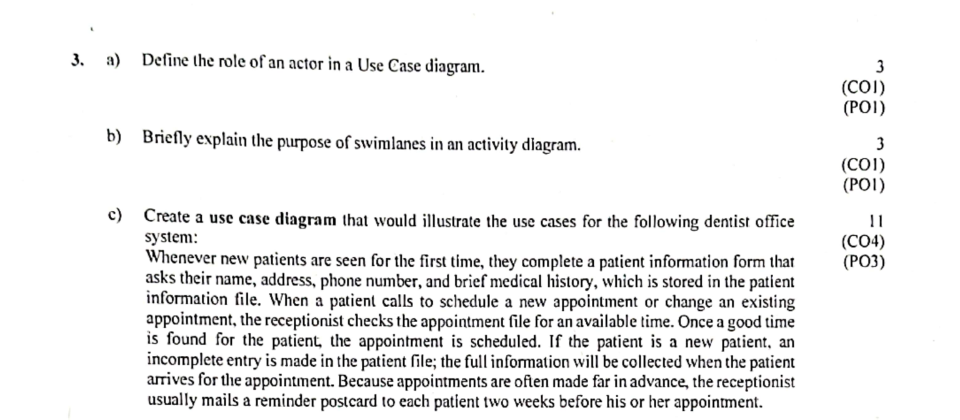 3. a) Define the role of an actor in a Use Case diagram. 3
(CO1)
(PO1)
b) Briefly explain the purpose of swimlanes in an activity diagram. 3
(CO1)
(PO1)
c) Create a use case diagram that would illustrate the use cases for the following dentist office 11
system: (CO4)
Whenever new patients are seen for the first time, they complete a patient information form that (PO3)
asks their name, address, phone number, and brief medical history, which is stored in the patient
information file. When a patient calls to schedule a new appointment or change an existing
appointment, the receptionist checks the appointment file for an available time. Once a good time
is found for the patient, the appointment is scheduled. If the patient is a new patient, an
incomplete entry is made in the patient file; the full information will be collected when the patient
arrives for the appointment. Because appointments are often made far in advance, the receptionist
usually mails a reminder postcard to each patient two weeks before his or her appointment.